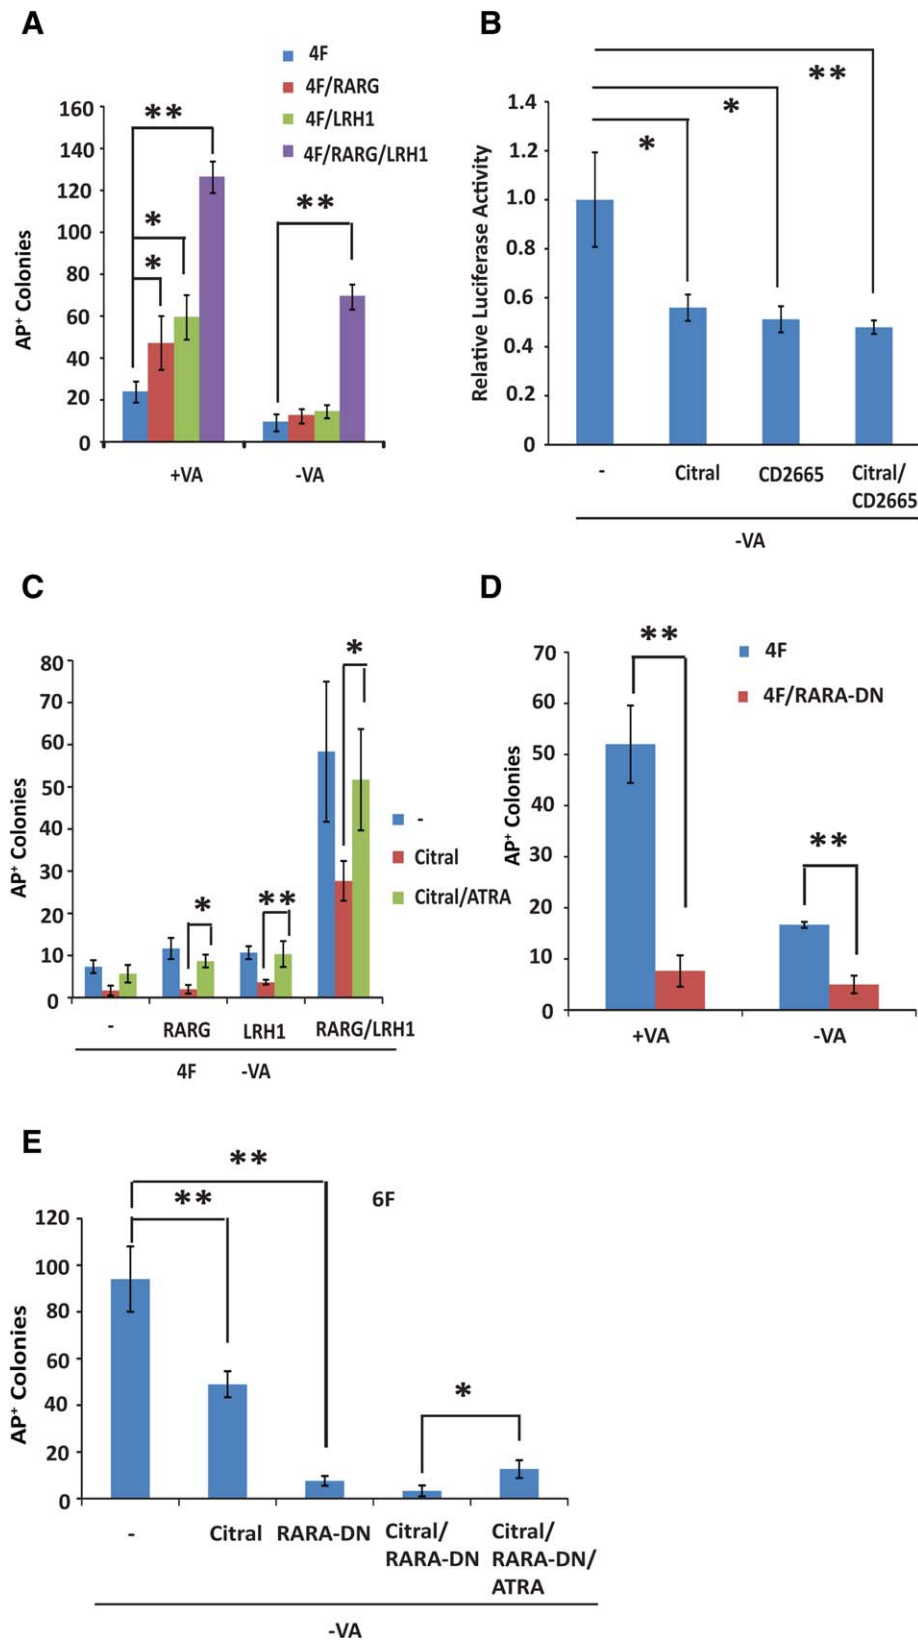 A
4F
4F/RARG
4F/LRH1
4F/RARG/LRH1
AP+ Colonies
160
140
120
100
80
60
40
20
0
**
*
*
**
+VA
-VA
B
Relative Luciferase Activity
1.4
1.2
1.0
0.8
0.6
0.4
0.2
0
**
*
*
-
Citral
CD2665
Citral/
CD2665
-VA
C
AP+ Colonies
80
70
60
50
40
30
20
10
0
*
**
*
-
Citral
Citral/ATRA
-
RARG
LRH1
RARG/LRH1
4F
-VA
D
AP+ Colonies
70
60
50
40
30
20
10
0
**
**
4F
4F/RARA-DN
+VA
-VA
E
6F
AP+ Colonies
120
100
80
60
40
20
0
**
**
*
-
Citral
RARA-DN
Citral/
RARA-DN
Citral/
RARA-DN/
ATRA
-VA